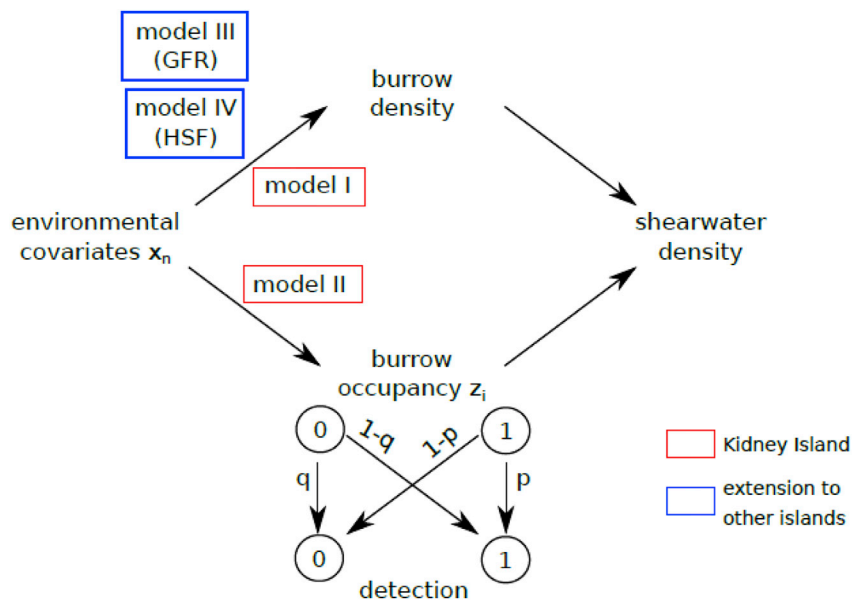 model III
(GFR)
model IV
(HSF)
burrow
density
model I
environmental
covariates xₙ
shearwater
density
model II
burrow
occupancy zᵢ
0
1-q
1-p
1
q
p
0
1
detection
Kidney Island
extension to
other islands